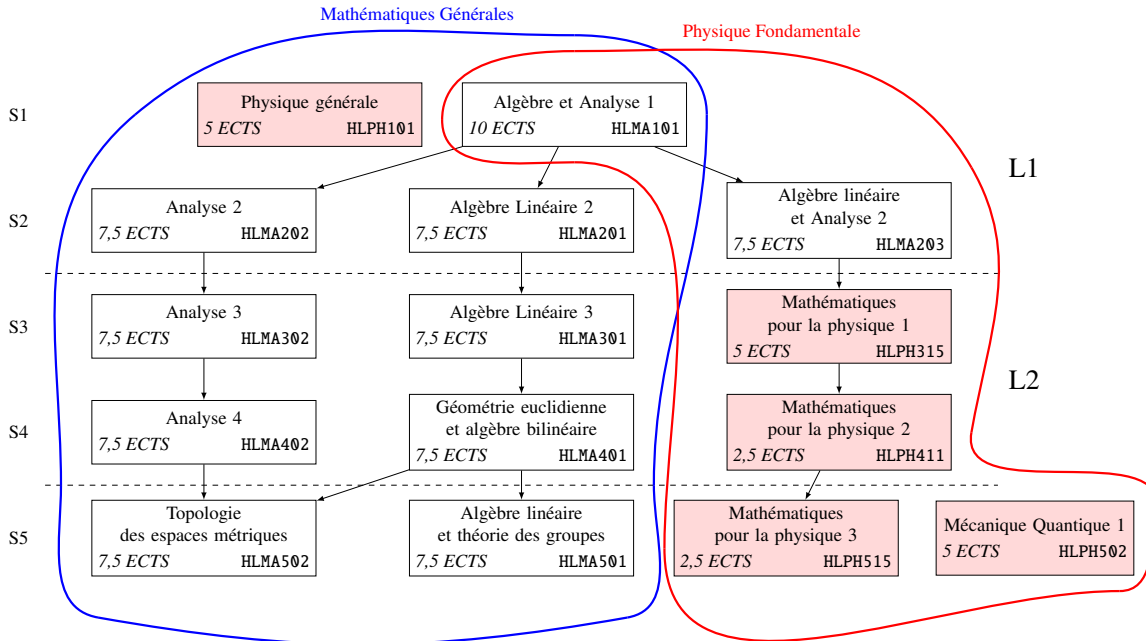 Mathématiques Générales
Physique Fondamentale
S1
Physique générale
5 ECTS HLPH101
Algèbre et Analyse 1
10 ECTS HLMA101
L1
S2
Analyse 2
7,5 ECTS HLMA202
Algèbre Linéaire 2
7,5 ECTS HLMA201
Algèbre linéaire
et Analyse 2
7,5 ECTS HLMA203
S3
Analyse 3
7,5 ECTS HLMA302
Algèbre Linéaire 3
7,5 ECTS HLMA301
Mathématiques
pour la physique 1
5 ECTS HLPH315
L2
S4
Analyse 4
7,5 ECTS HLMA402
Géométrie euclidienne
et algèbre bilinéaire
7,5 ECTS HLMA401
Mathématiques
pour la physique 2
2,5 ECTS HLPH411
S5
Topologie
des espaces métriques
7,5 ECTS HLMA502
Algèbre linéaire
et théorie des groupes
7,5 ECTS HLMA501
Mathématiques
pour la physique 3
2,5 ECTS HLPH515
Mécanique Quantique 1
5 ECTS HLPH502